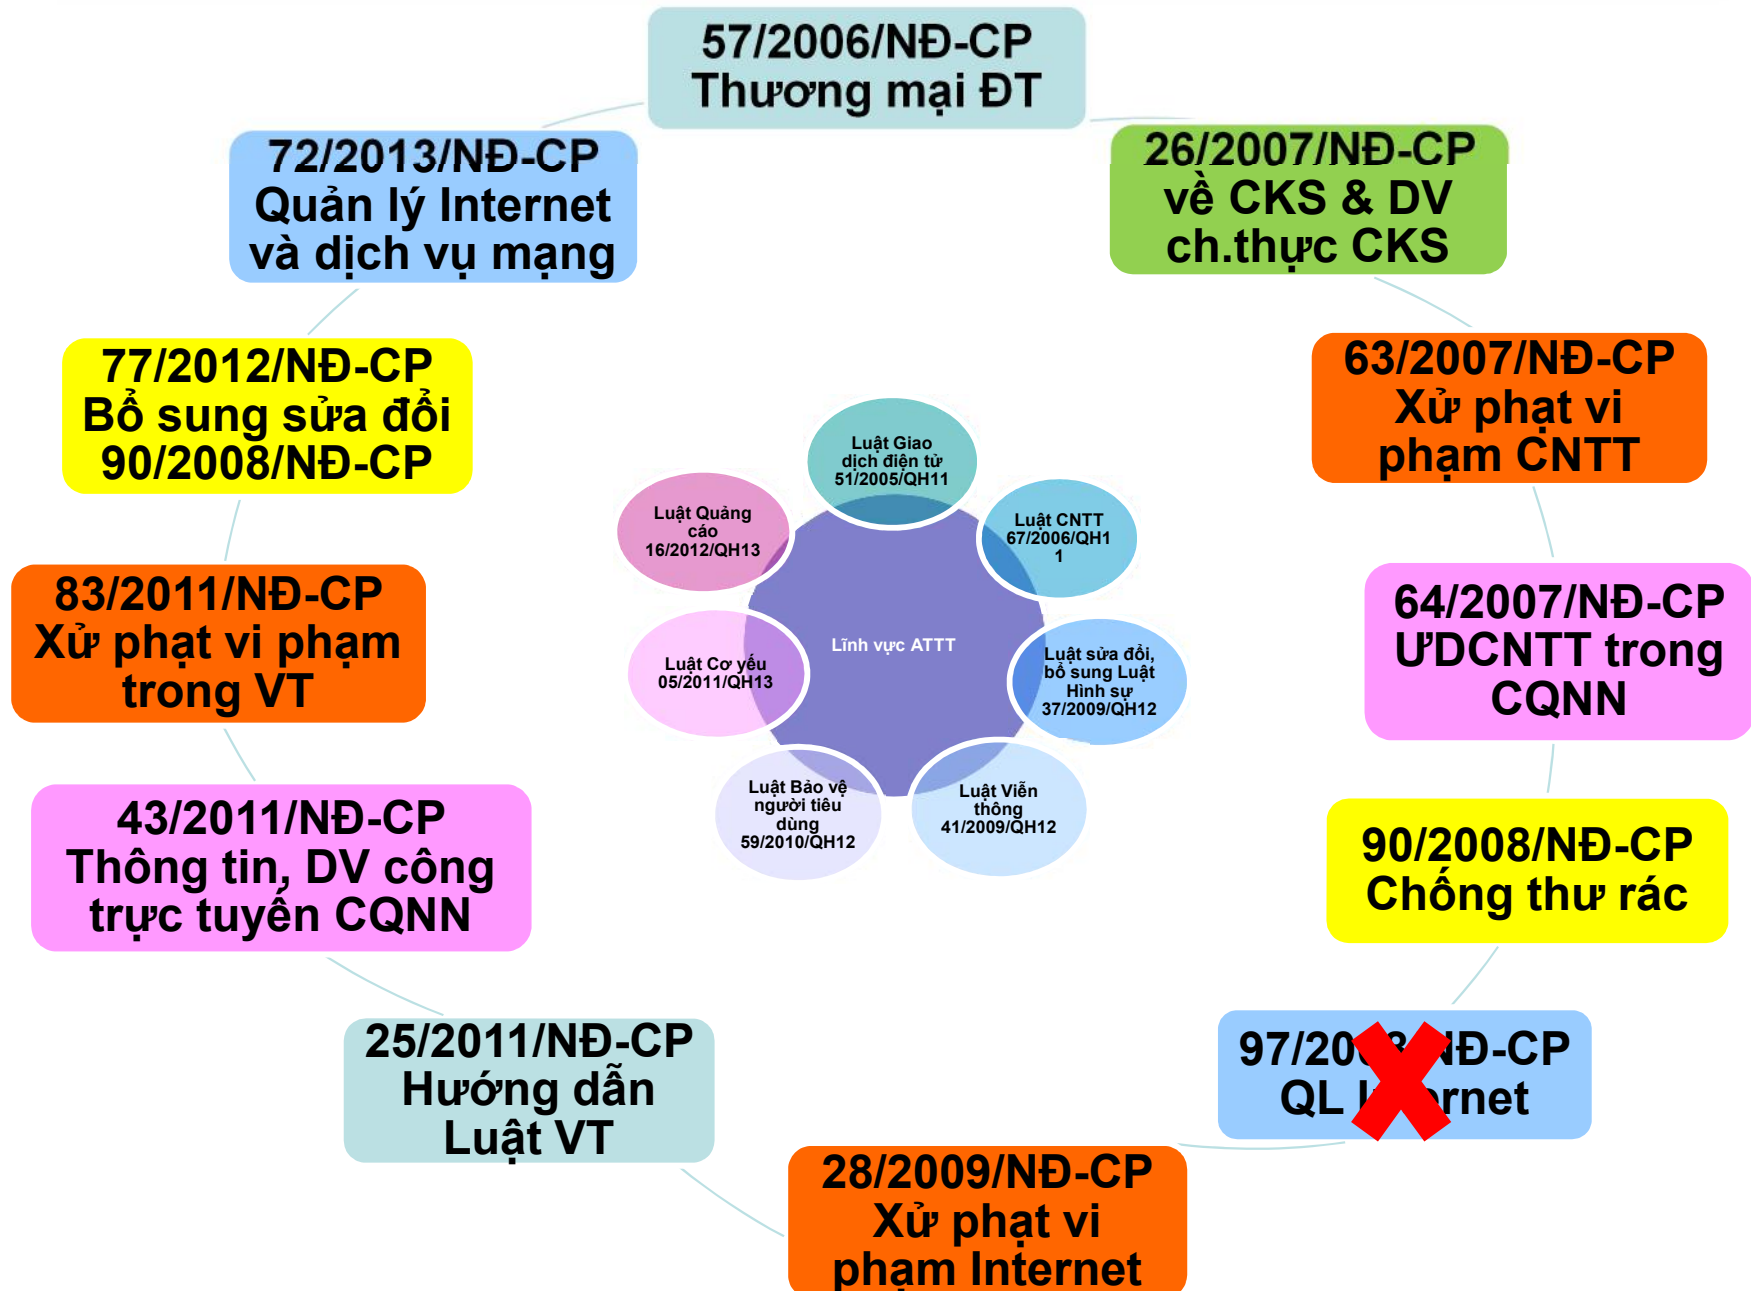 57/2006/NĐ-CP
Thương mại ĐT
26/2007/NĐ-CP
về CKS & DV
ch.thực CKS
63/2007/NĐ-CP
Xử phạt vi
phạm CNTT
64/2007/NĐ-CP
ƯDCNTT trong
CQNN
90/2008/NĐ-CP
Chống thư rác
97/2008/NĐ-CP
QL Internet
28/2009/NĐ-CP
Xử phạt vi
phạm Internet
25/2011/NĐ-CP
Hướng dẫn
Luật VT
43/2011/NĐ-CP
Thông tin, DV công
trực tuyến CQNN
83/2011/NĐ-CP
Xử phạt vi phạm
trong VT
77/2012/NĐ-CP
Bổ sung sửa đổi
90/2008/NĐ-CP
72/2013/NĐ-CP
Quản lý Internet
và dịch vụ mạng
Luật Giao
dịch điện tử
51/2005/QH11
Luật CNTT
67/2006/QH1
1
Luật sửa đổi,
bổ sung Luật
Hình sự
37/2009/QH12
Luật Viễn
thông
41/2009/QH12
Luật Bảo vệ
người tiêu
dùng
59/2010/QH12
Luật Cơ yếu
05/2011/QH13
Luật Quảng
cáo
16/2012/QH13
Lĩnh vực ATTT